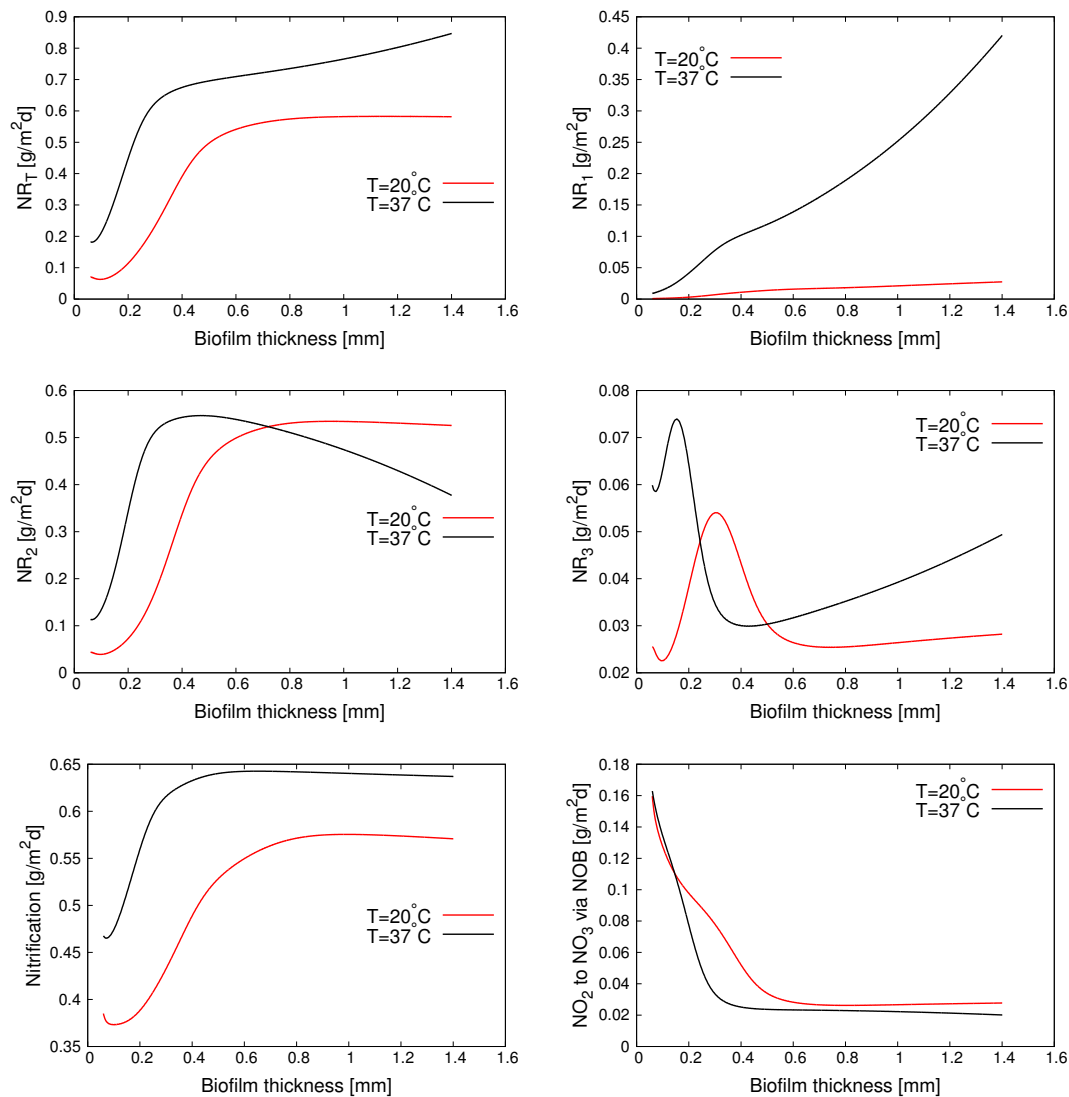 NR_T [g/m²d]
0.9
0.8
0.7
0.6
0.5
0.4
0.3
0.2
0.1
0
T=20°C
T=37°C
0 0.2 0.4 0.6 0.8 1 1.2 1.4 1.6
Biofilm thickness [mm]
NR₁ [g/m²d]
0.45
0.4
0.35
0.3
0.25
0.2
0.15
0.1
0.05
0
T=20°C
T=37°C
0 0.2 0.4 0.6 0.8 1 1.2 1.4 1.6
Biofilm thickness [mm]
NR₂ [g/m²d]
0.6
0.5
0.4
0.3
0.2
0.1
0
T=20°C
T=37°C
0 0.2 0.4 0.6 0.8 1 1.2 1.4 1.6
Biofilm thickness [mm]
NR₃ [g/m²d]
0.08
0.07
0.06
0.05
0.04
0.03
0.02
T=20°C
T=37°C
0 0.2 0.4 0.6 0.8 1 1.2 1.4 1.6
Biofilm thickness [mm]
Nitrification [g/m²d]
0.65
0.6
0.55
0.5
0.45
0.4
0.35
T=20°C
T=37°C
0 0.2 0.4 0.6 0.8 1 1.2 1.4 1.6
Biofilm thickness [mm]
NO₂ to NO₃ via NOB [g/m²d]
0.18
0.16
0.14
0.12
0.1
0.08
0.06
0.04
0.02
0
T=20°C
T=37°C
0 0.2 0.4 0.6 0.8 1 1.2 1.4 1.6
Biofilm thickness [mm]